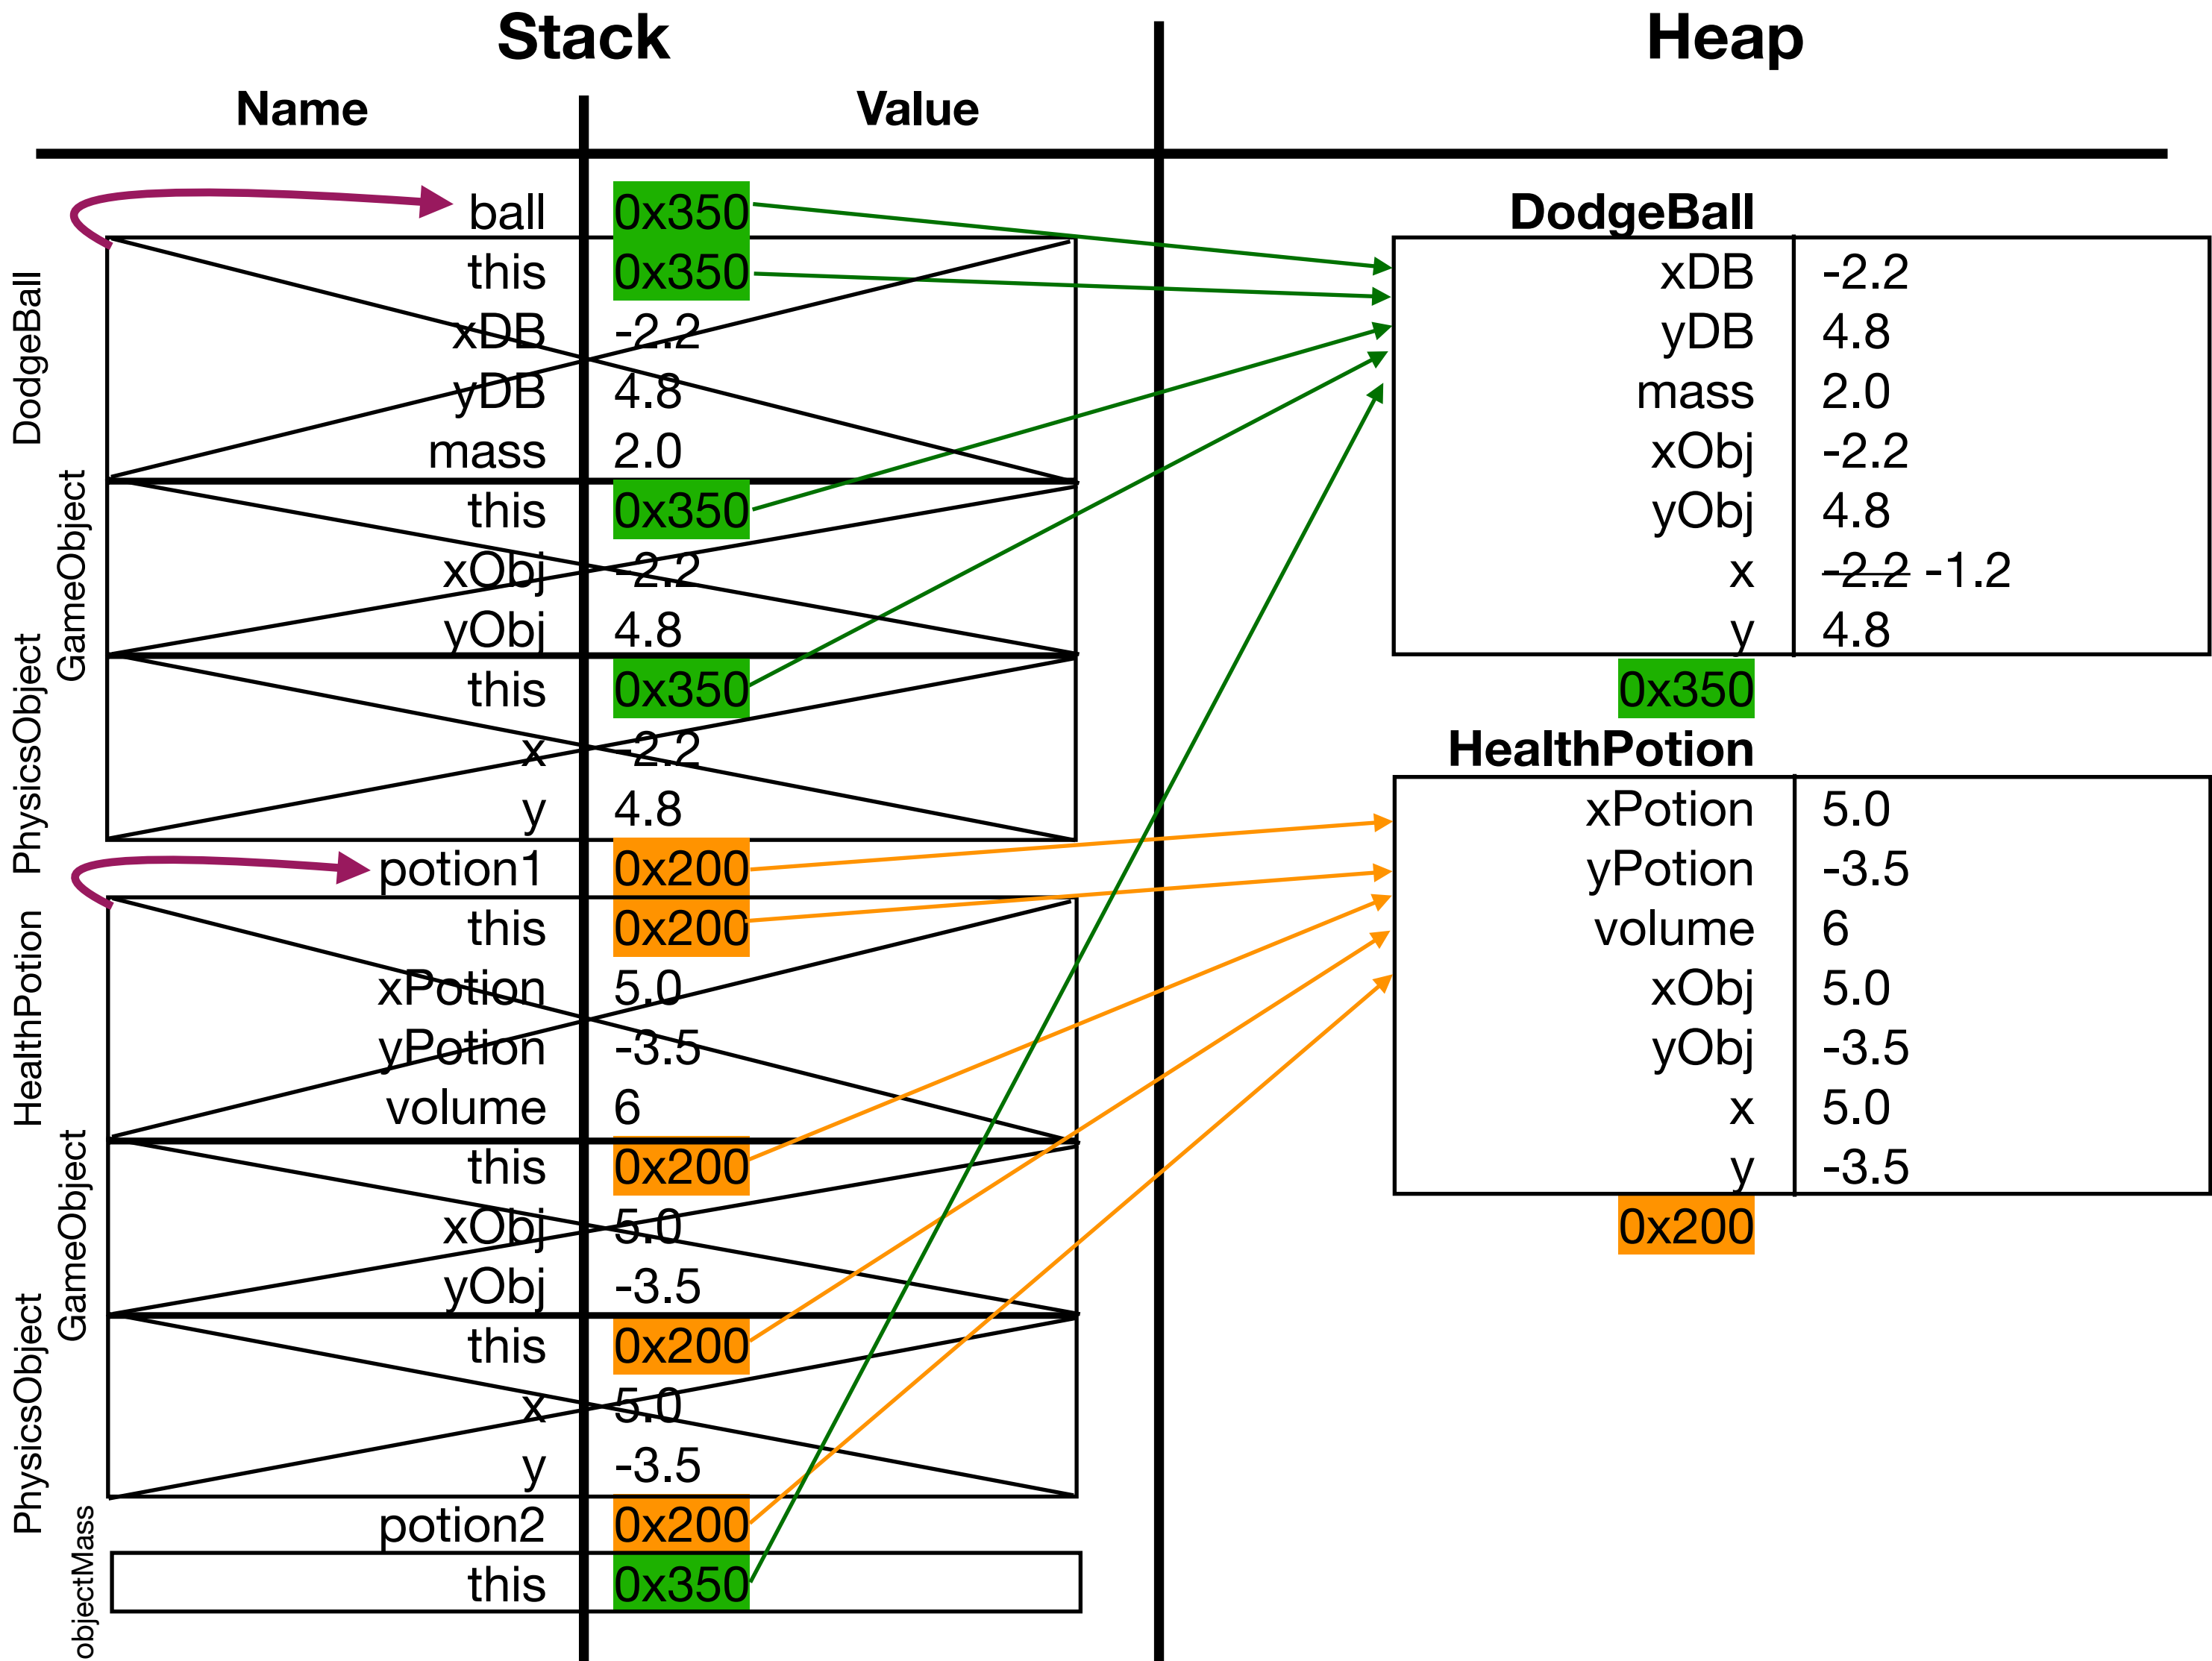 Stack
Heap
Name Value
ball 0x350
DodgeBall
this 0x350
xDB -2.2
yDB 4.8
mass 2.0
GameObject
this 0x350
xObj -2.2
yObj 4.8
PhysicsObject
this 0x350
x -2.2
y 4.8
potion1 0x200
HealthPotion
this 0x200
xPotion 5.0
yPotion -3.5
volume 6
GameObject
this 0x200
xObj 5.0
yObj -3.5
PhysicsObject
this 0x200
x 5.0
y -3.5
potion2 0x200
objectMass
this 0x350
DodgeBall
xDB -2.2
yDB 4.8
mass 2.0
xObj -2.2
yObj 4.8
x -2.2 -1.2
y 4.8
0x350
HealthPotion
xPotion 5.0
yPotion -3.5
volume 6
xObj 5.0
yObj -3.5
x 5.0
y -3.5
0x200